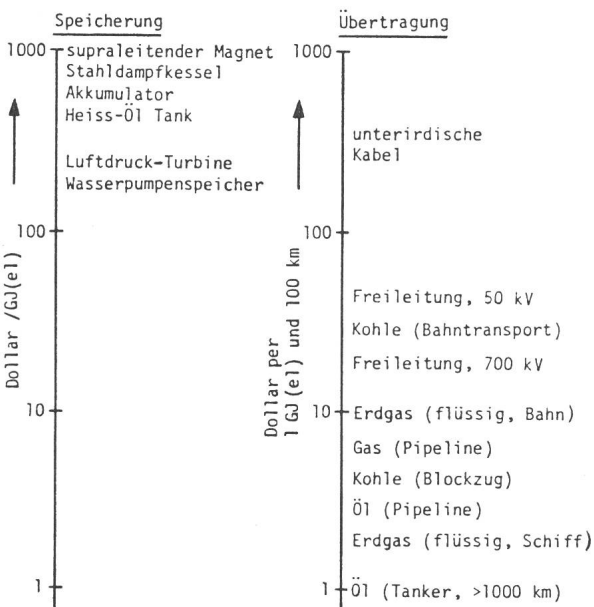 Speicherung
1000
supraleitender Magnet
Stahldampfkessel
Akkumulator
Heiss-Öl Tank
Luftdruck-Turbine
Wasserpumpenspeicher
100
Dollar /GJ(el)
10
1
Übertragung
1000
unterirdische
Kabel
100
Dollar per
1 GJ(el) und 100 km
Freileitung, 50 kV
Kohle (Bahntransport)
Freileitung, 700 kV
10
Erdgas (flüssig, Bahn)
Gas (Pipeline)
Kohle (Blockzug)
Öl (Pipeline)
Erdgas (flüssig, Schiff)
1
Öl (Tanker, >1000 km)